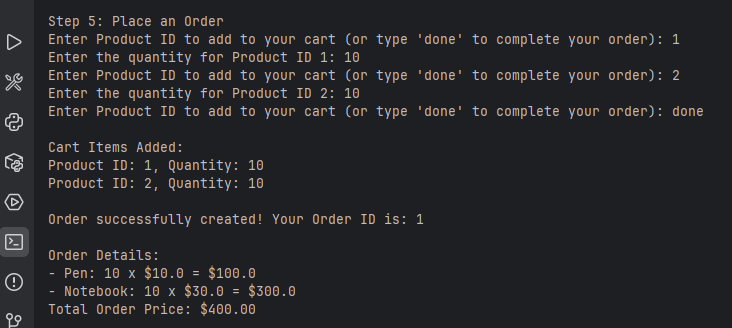 Step 5: Place an Order
Enter Product ID to add to your cart (or type 'done' to complete your order): 1
Enter the quantity for Product ID 1: 10
Enter Product ID to add to your cart (or type 'done' to complete your order): 2
Enter the quantity for Product ID 2: 10
Enter Product ID to add to your cart (or type 'done' to complete your order): done
Cart Items Added:
Product ID: 1, Quantity: 10
Product ID: 2, Quantity: 10
Order successfully created! Your Order ID is: 1
Order Details:
- Pen: 10 x $10.0 = $100.0
- Notebook: 10 x $30.0 = $300.0
Total Order Price: $400.00